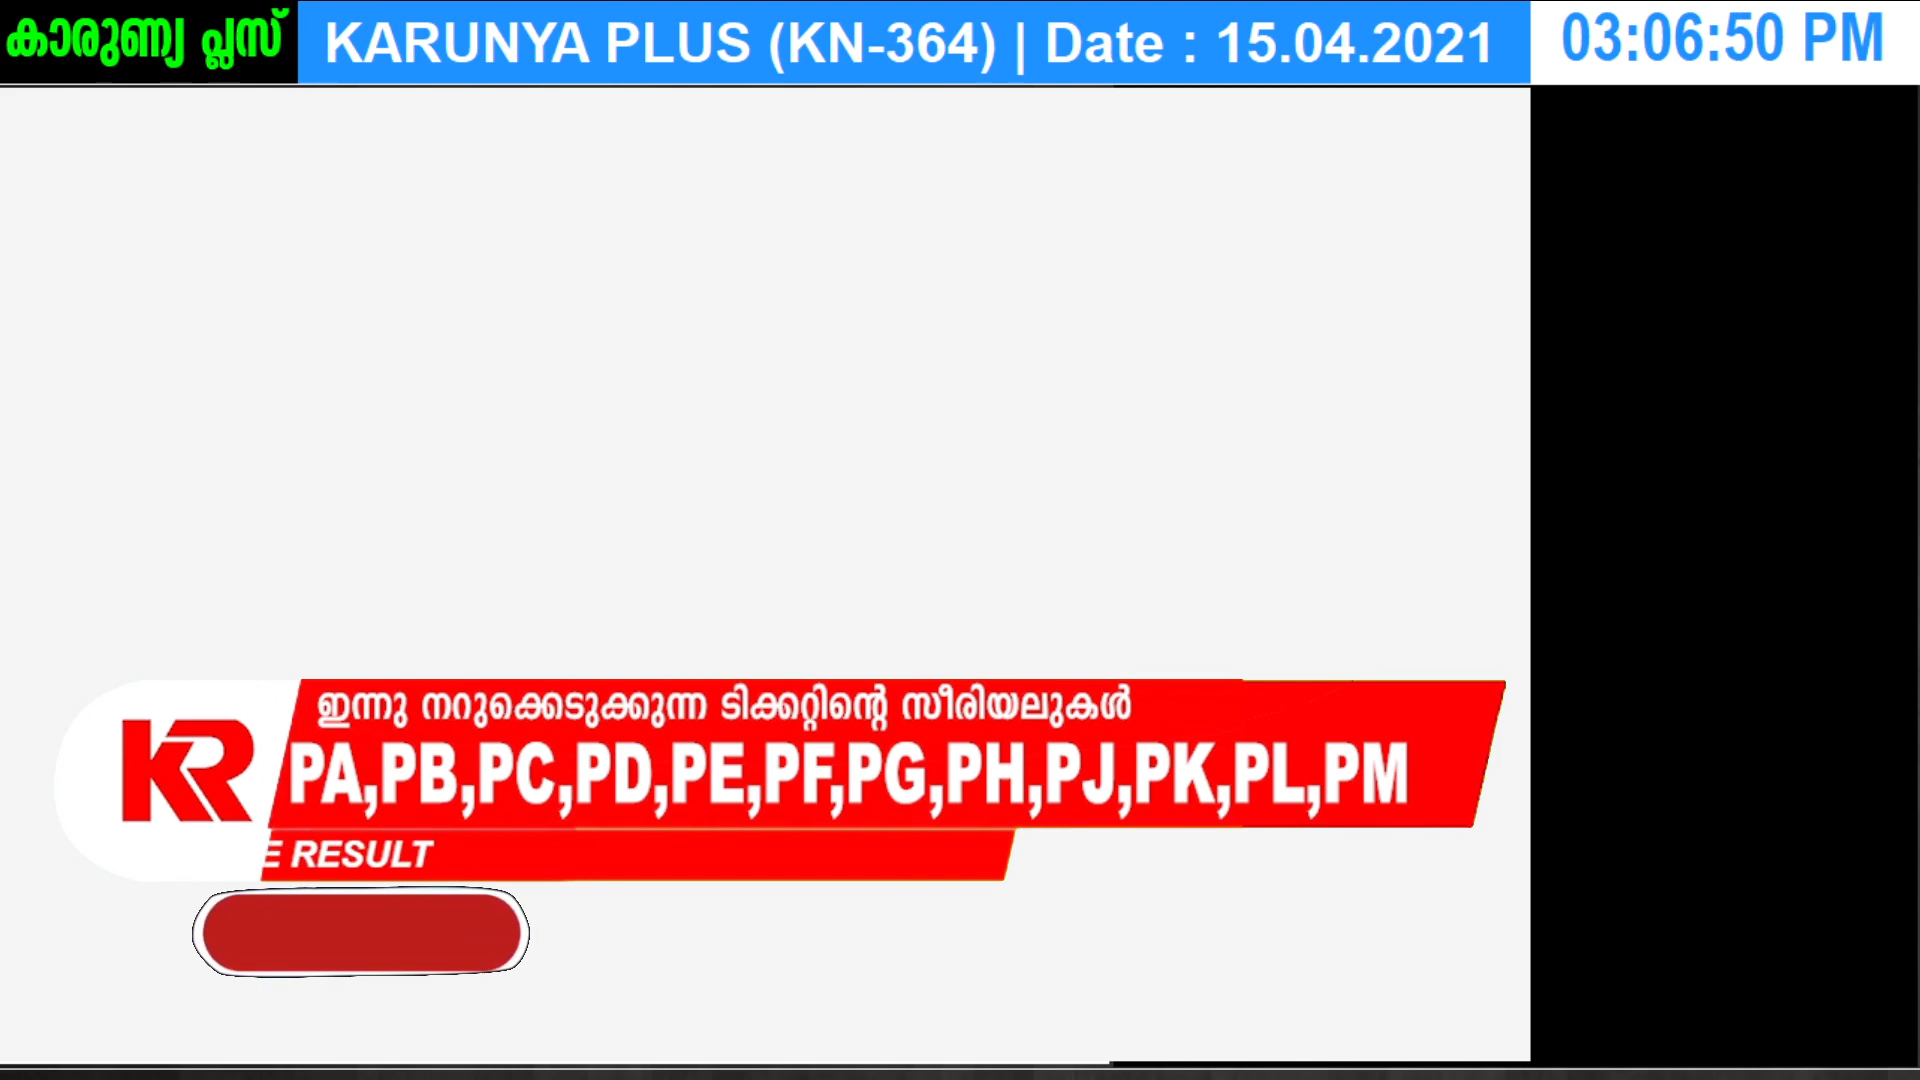 കാരുണ്യ പ്ലസ് KARUNYA PLUS (KN-364) | Date : 15.04.2021 03:06:50 PM
ഇന്നു നറുക്കെടുക്കുന്ന ടിക്കറ്റിന്റെ സീരിയലുകൾ
KR PA,PB,PC,PD,PE,PF,PG,PH,PJ,PK,PL,PM
E RESULT